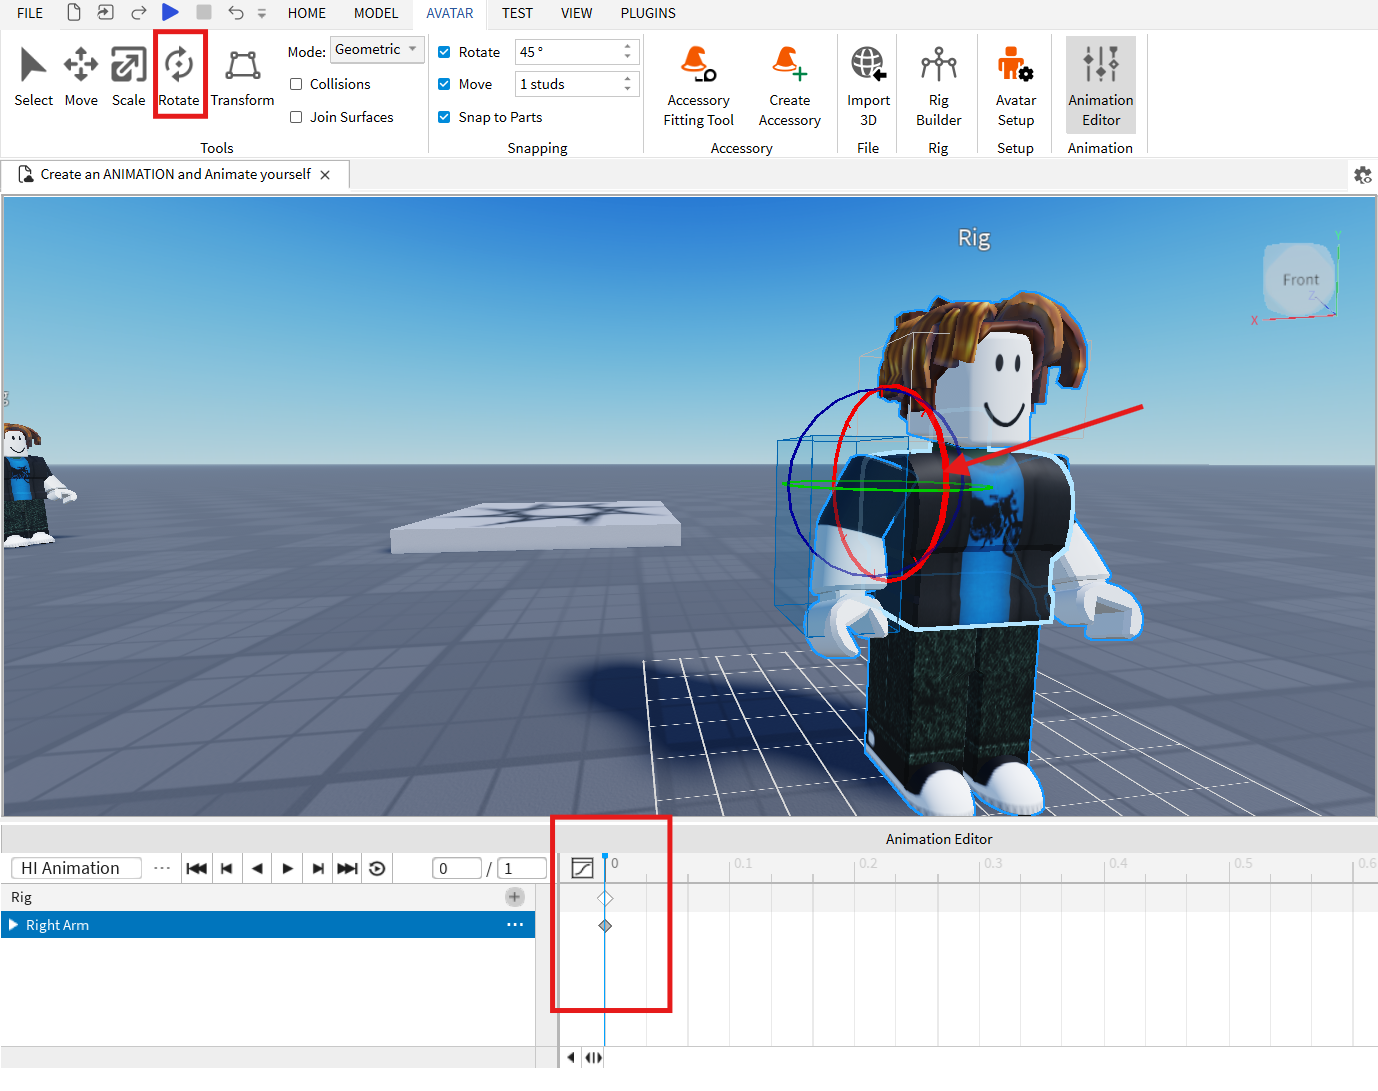 FILE HOME MODEL AVATAR TEST VIEW PLUGINS
Select Move Scale Rotate Transform
Mode: Geometric
Collisions
Join Surfaces
Tools
Rotate 45 °
Move 1 studs
Snap to Parts
Snapping
Accessory
Fitting Tool
Create
Accessory
Accessory
Import
3D
File
Rig
Builder
Rig
Avatar
Setup
Setup
Animation
Editor
Animation
Create an ANIMATION and Animate yourself
Rig
Y
Front
Z
X
g
Animation Editor
HI Animation ... 0 / 1 0 0.1 0.2 0.3 0.4 0.5 0.6
Rig
Right Arm ...